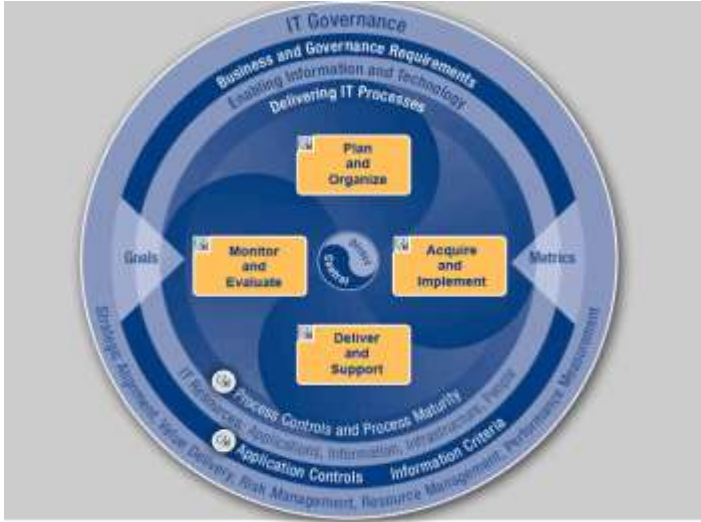 IT Governance
Business and Governance Requirements
Enabling Information and Technology
Delivering IT Processes
Plan
and
Organize
Goals
Monitor
and
Evaluate
Control
Acquire
and
Implement
Metrics
Deliver
and
Support
Process Controls and Process Maturity
IT Resources, Applications, Information, Infrastructure, People
Application Controls Information Criteria
Strategic Alignment, Value Delivery, Risk Management, Resource Management, Performance Measurement